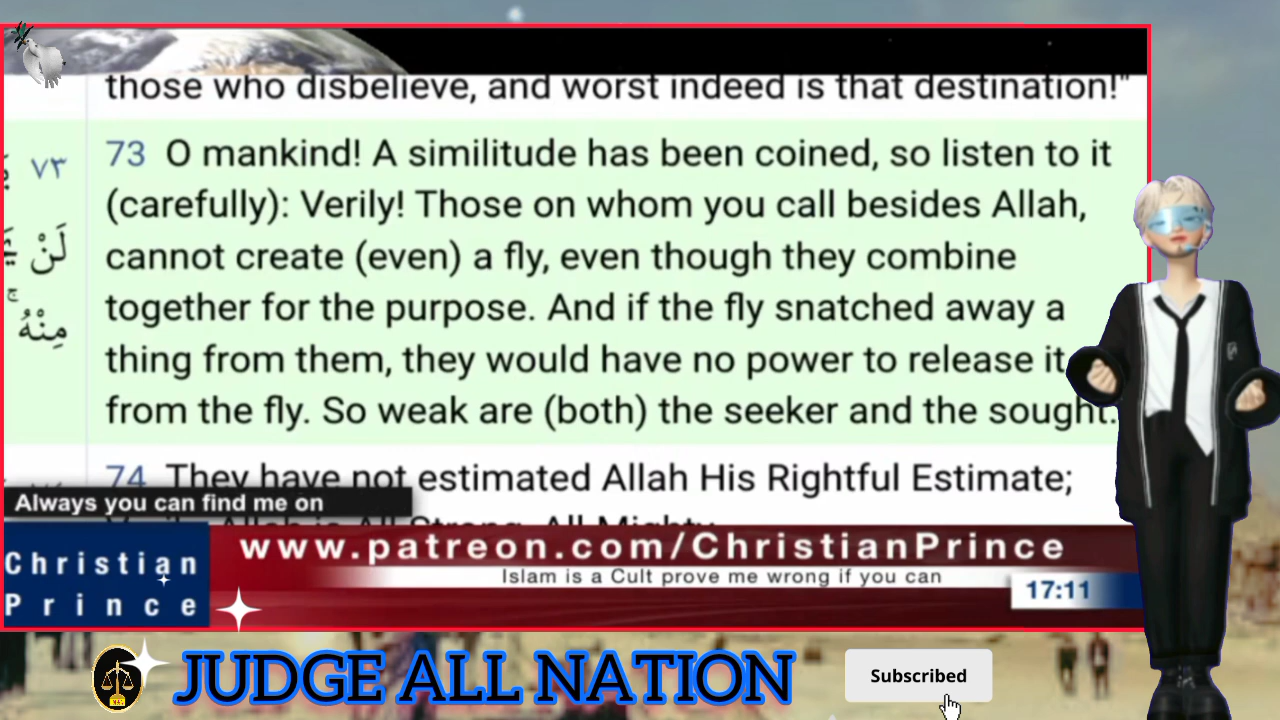 those who disbelieve, and worst indeed is that destination!"
٧٣
73 O mankind! A similitude has been coined, so listen to it
(carefully): Verily! Those on whom you call besides Allah,
لَنْ
cannot create (even) a fly, even though they combine
together for the purpose. And if the fly snatched away a
مِنْهُ
thing from them, they would have no power to release it
from the fly. So weak are (both) the seeker and the sought.
74 They have not estimated Allah His Rightful Estimate;
Always you can find me on
Christian
Prince
www.patreon.com/ChristianPrince
Islam is a Cult prove me wrong if you can
17:11
JUDGE ALL NATION
Subscribed